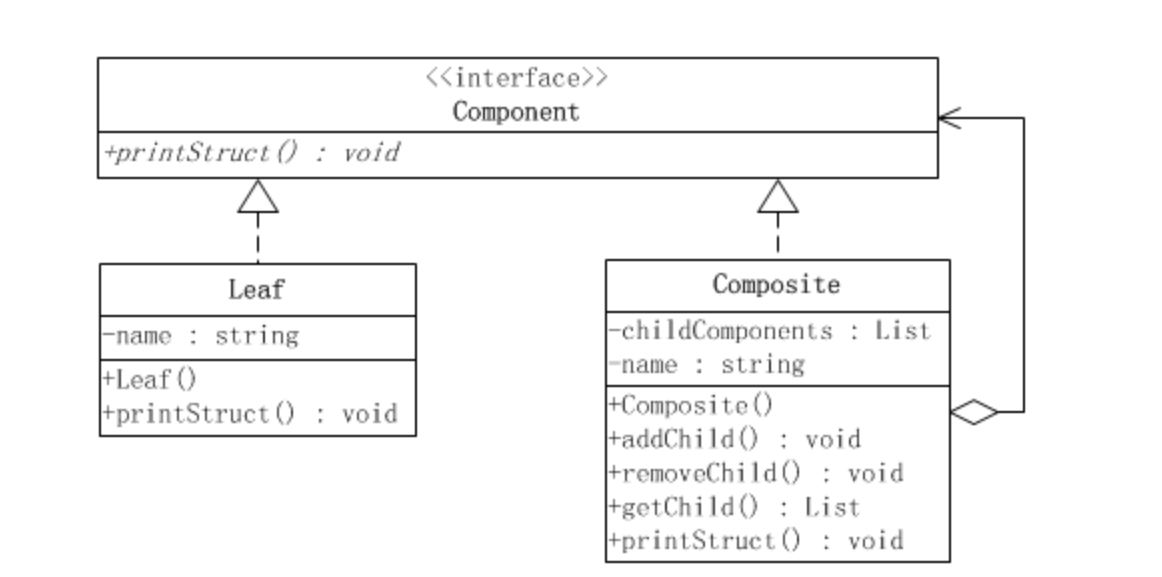 <<interface>>
Component
+printStruct() : void
Leaf
-name : string
+Leaf()
+printStruct() : void
Composite
-childComponents : List
-name : string
+Composite()
+addChild() : void
+removeChild() : void
+getChild() : List
+printStruct() : void